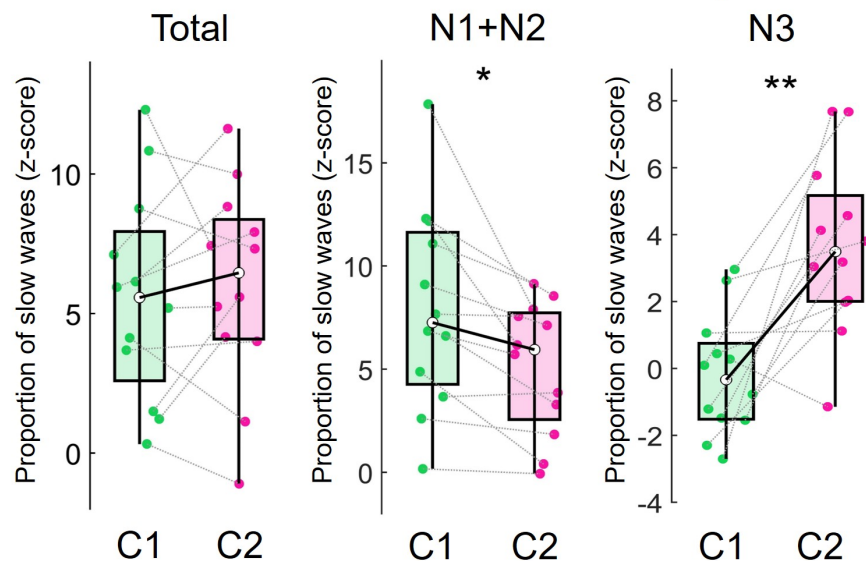 Total
N1+N2
N3
Proportion of slow waves (z-score)
10
5
0
C1
C2
Proportion of slow waves (z-score)
*
15
10
5
0
C1
C2
Proportion of slow waves (z-score)
**
8
6
4
2
0
-2
-4
C1
C2